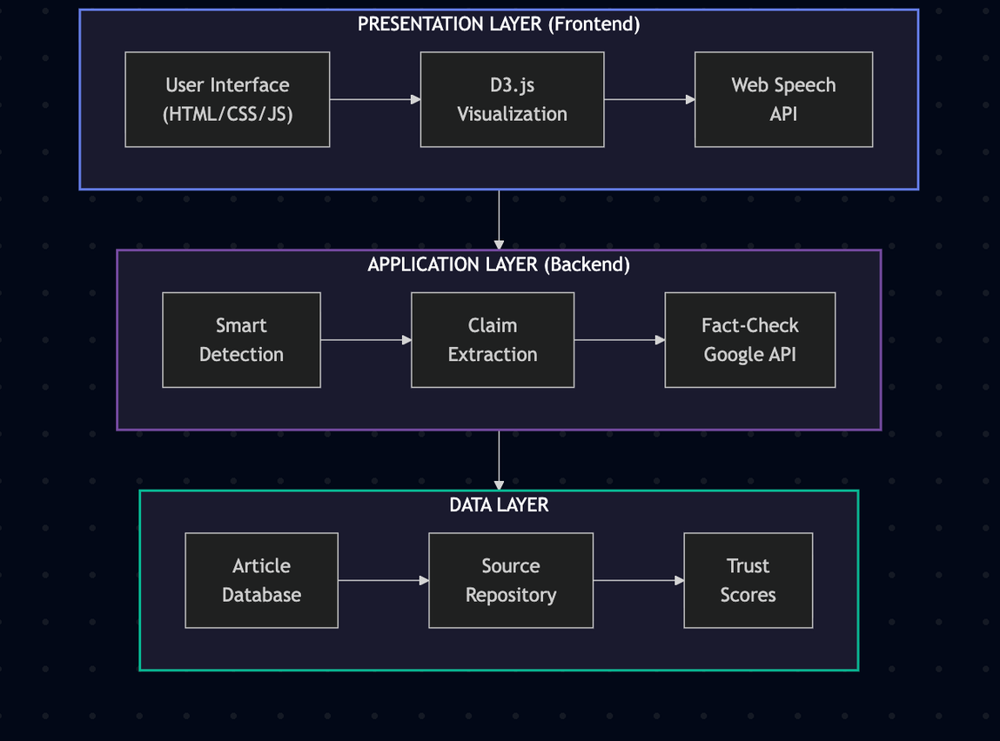 PRESENTATION LAYER (Frontend)
User Interface
(HTML/CSS/JS)
D3.js
Visualization
Web Speech
API
APPLICATION LAYER (Backend)
Smart
Detection
Claim
Extraction
Fact-Check
Google API
DATA LAYER
Article
Database
Source
Repository
Trust
Scores